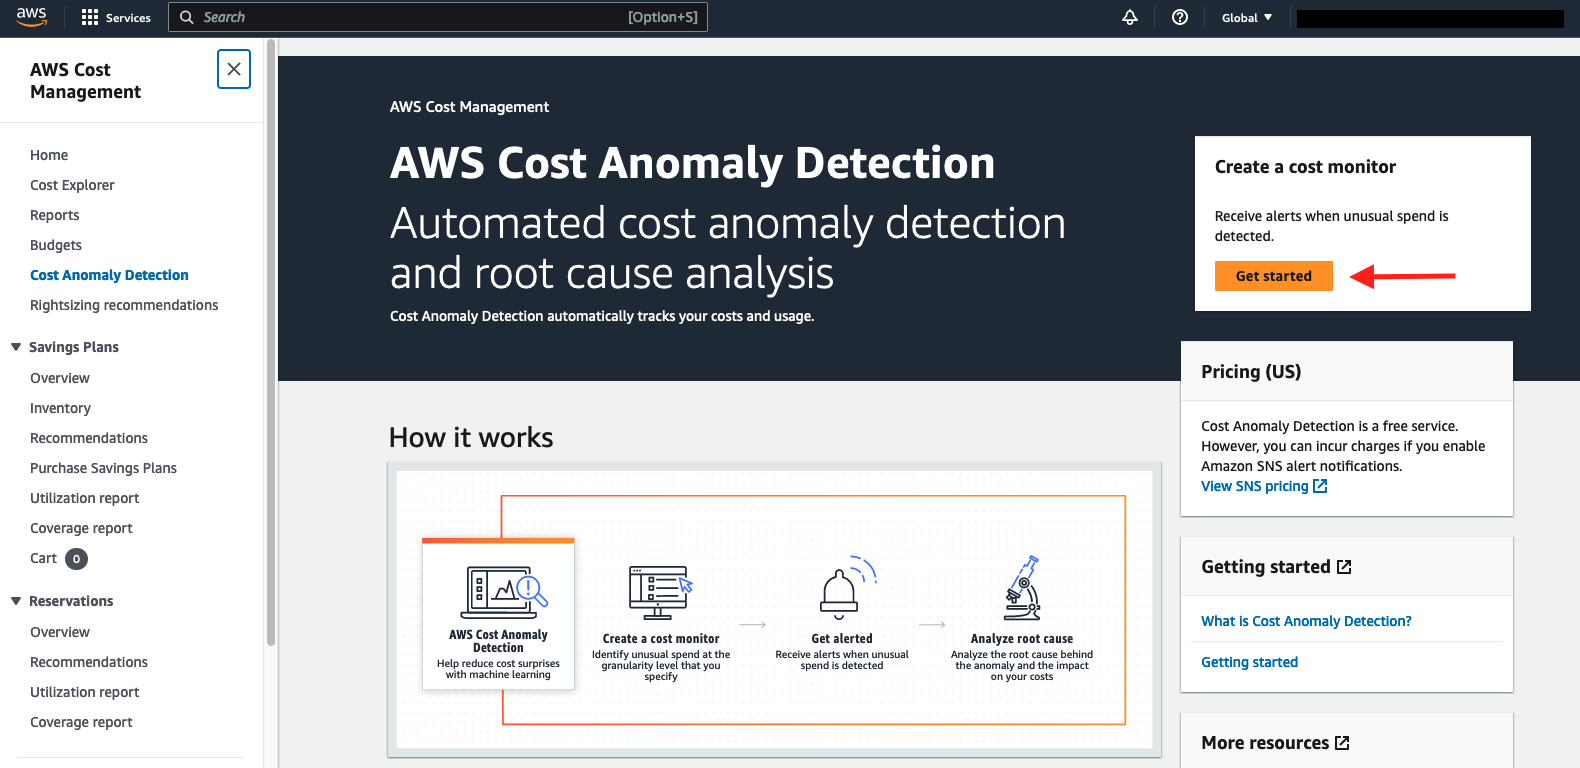 aws
Services
Search
[Option+S]
Global
AWS Cost
Management
Home
Cost Explorer
Reports
Budgets
Cost Anomaly Detection
Rightsizing recommendations
Savings Plans
Overview
Inventory
Recommendations
Purchase Savings Plans
Utilization report
Coverage report
Cart 0
Reservations
Overview
Recommendations
Utilization report
Coverage report
AWS Cost Management
AWS Cost Anomaly Detection
Automated cost anomaly detection
and root cause analysis
Cost Anomaly Detection automatically tracks your costs and usage.
Create a cost monitor
Receive alerts when unusual spend is
detected.
Get started
Pricing (US)
Cost Anomaly Detection is a free service.
However, you can incur charges if you enable
Amazon SNS alert notifications.
View SNS pricing
How it works
AWS Cost Anomaly
Detection
Help reduce cost surprises
with machine learning
Create a cost monitor
Identify unusual spend at the
granularity level that you
specify
Get alerted
Receive alerts when unusual
spend is detected
Analyze root cause
Analyze the root cause behind
the anomaly and the impact
on your costs
Getting started
What is Cost Anomaly Detection?
Getting started
More resources